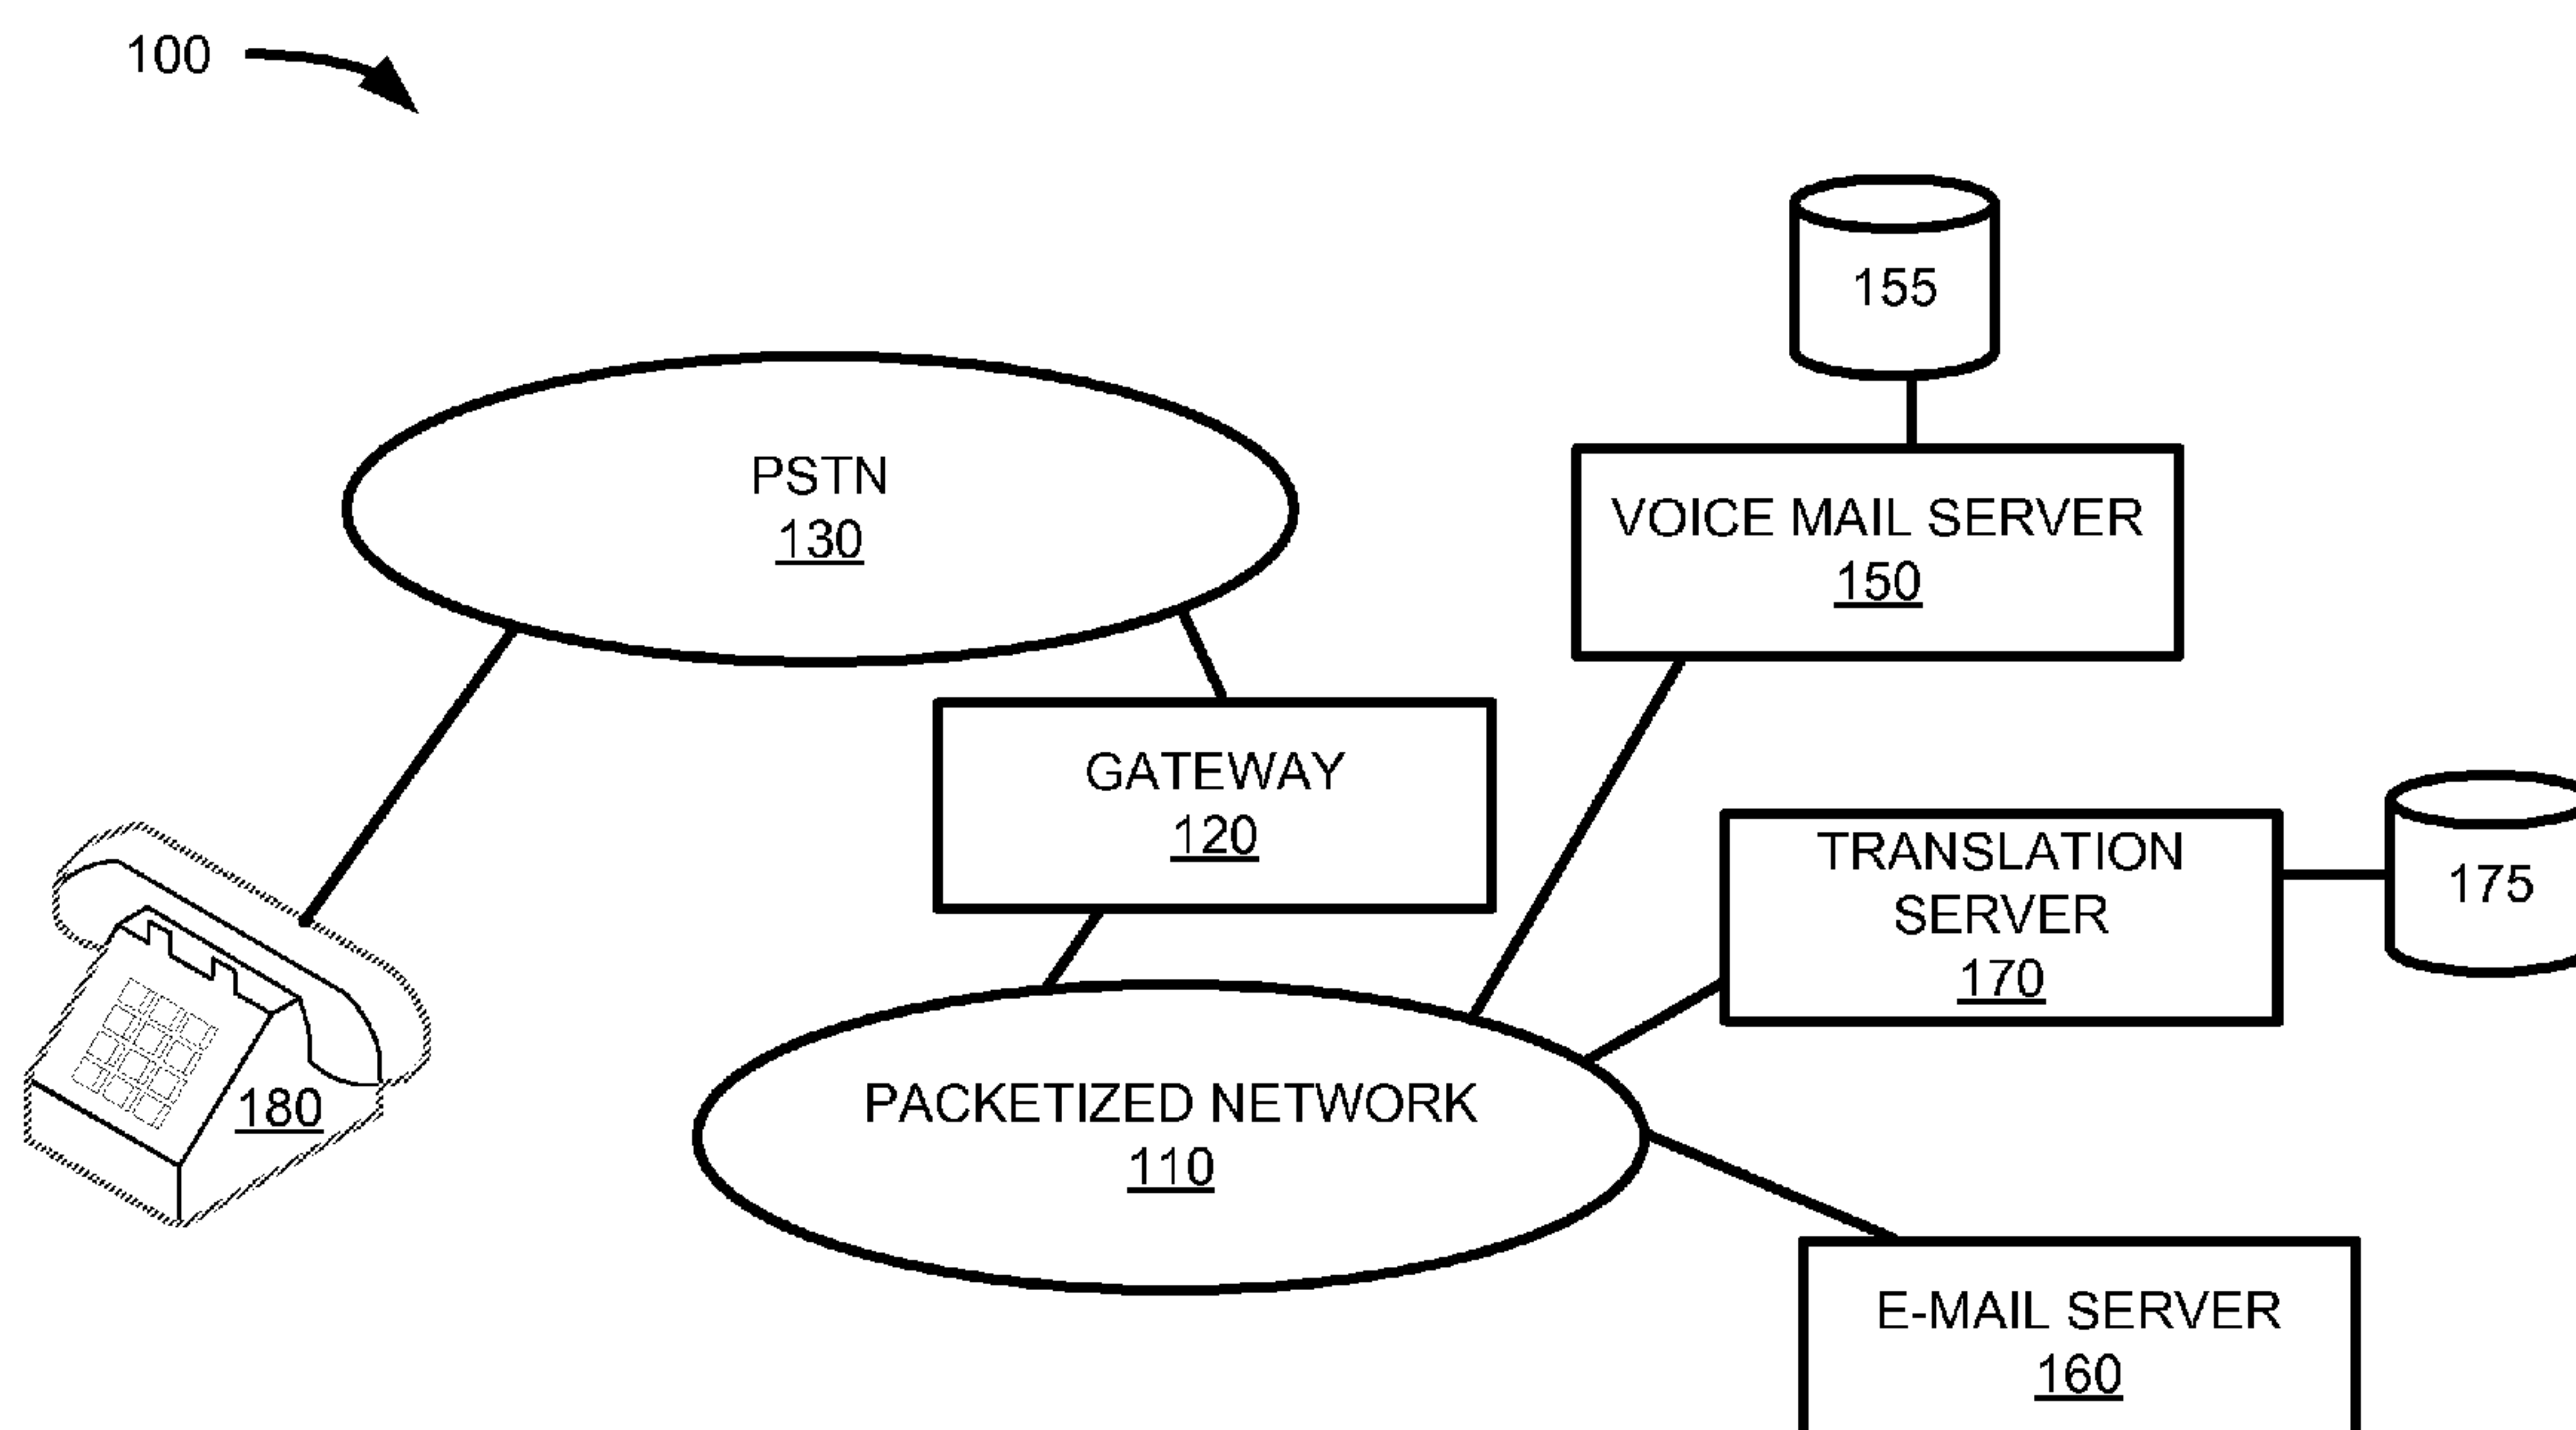 100
155
PSTN
130
VOICE MAIL SERVER
150
GATEWAY
120
TRANSLATION
SERVER
170
175
180
PACKETIZED NETWORK
110
E-MAIL SERVER
160